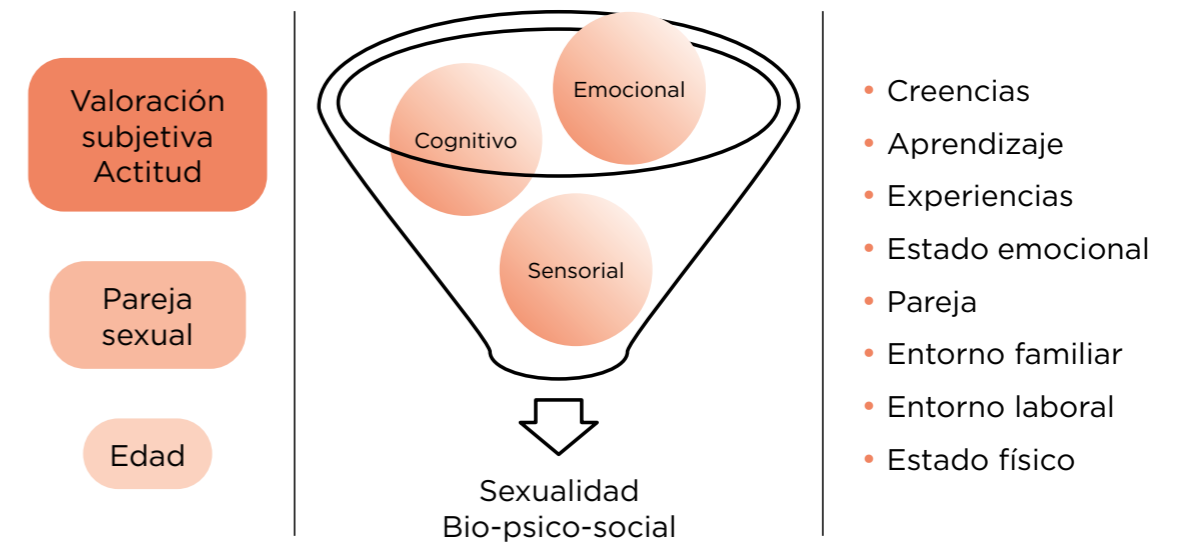 Valoración
subjetiva
Actitud
Pareja
sexual
Edad
Emocional
Cognitivo
Sensorial
Sexualidad
Bio-psico-social
• Creencias
• Aprendizaje
• Experiencias
• Estado emocional
• Pareja
• Entorno familiar
• Entorno laboral
• Estado físico